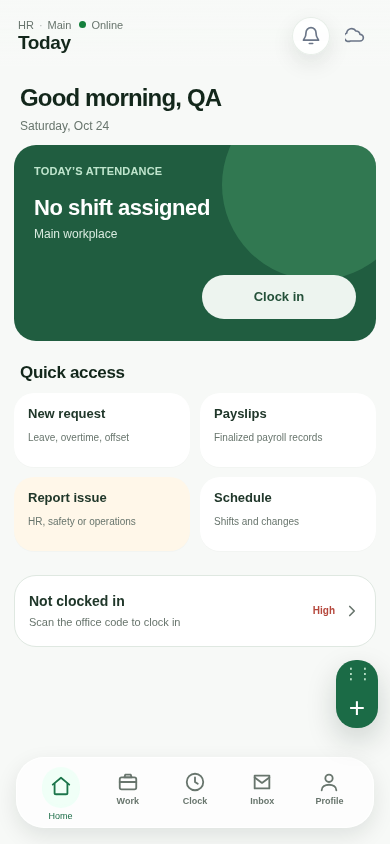 HR · Main Online
Today
Good morning, QA
Saturday, Oct 24
TODAY'S ATTENDANCE
No shift assigned
Main workplace
Clock in
Quick access
New request
Leave, overtime, offset
Payslips
Finalized payroll records
Report issue
HR, safety or operations
Schedule
Shifts and changes
Not clocked in
Scan the office code to clock in
High
Home
Work
Clock
Inbox
Profile